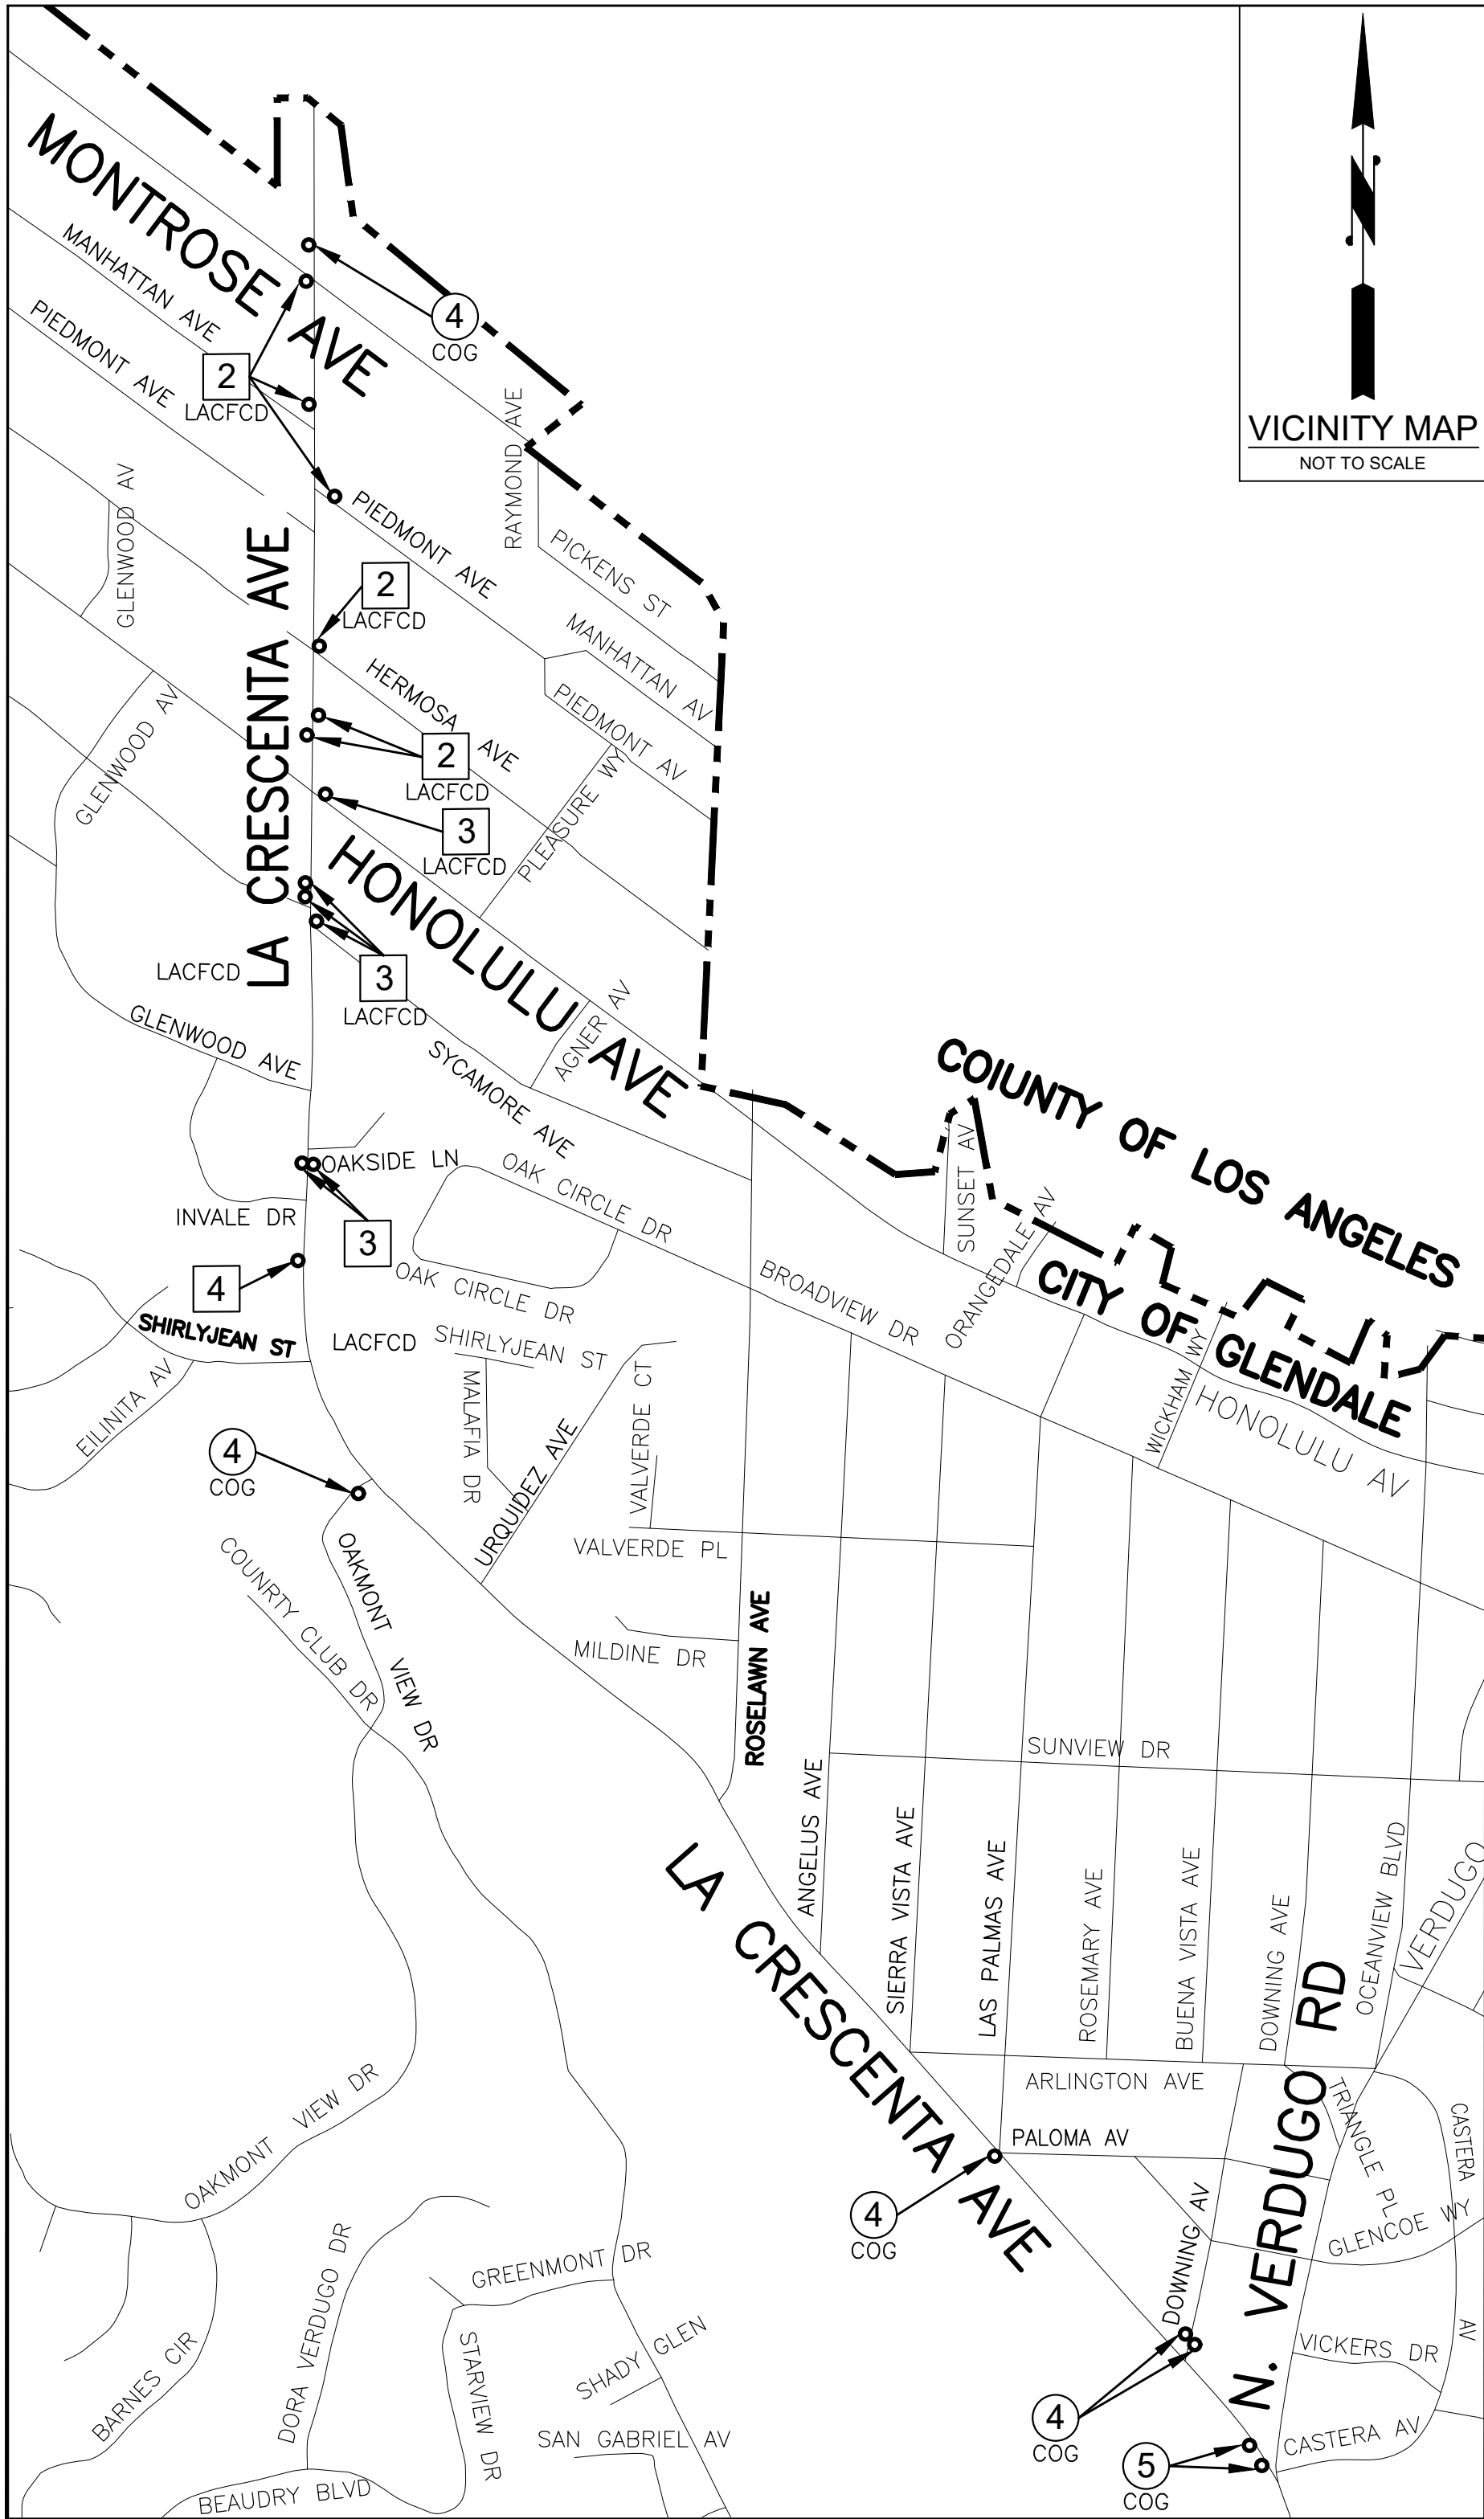 MONTROSE AVE
MANHATTAN AVE
PIEDMONT AVE
VICINITY MAP
NOT TO SCALE
N
4
COG
2
LACFCD
RAYMOND AVE
GLENWOOD AV
PIEDMONT AVE
PICKENS ST
LA CRESCENTA AVE
2
LACFCD
MANHATTAN AV
HERMOSA AVE
PIEDMONT AV
GLENWOOD AV
2
LACFCD
PLEASURE WY
3
LACFCD
HONOLULU AVE
LACFCD
3
LACFCD
AGNER AV
GLENWOOD AVE
SYCAMORE AVE
COIUNTY OF LOS ANGELES
SUNSET AV
OAKSIDE LN
OAK CIRCLE DR
INVALE DR
3
ORANGEDALE AV
CITY OF GLENDALE
4
OAK CIRCLE DR
BROADVIEW DR
SHIRLYJEAN ST
LACFCD
SHIRLYJEAN ST
WICKHAM WY
HONOLULU AV
EILINITA AV
MALAFIA DR
VALVERDE CT
4
COG
URQUIDEZ AVE
VALVERDE PL
COUNRTY CLUB DR
OAKMONT VIEW DR
MILDINE DR
ROSELAWN AVE
SUNVIEW DR
ANGELUS AVE
SIERRA VISTA AVE
LAS PALMAS AVE
ROSEMARY AVE
BUENA VISTA AVE
DOWNING AVE
OCEANVIEW BLVD
VERDUGO
LA CRESCENTA AVE
N. VERDUGO RD
ARLINGTON AVE
TRIANGLE PL
CASTERA AV
PALOMA AV
OAKMONT VIEW DR
4
COG
DOWNING AV
GLENCOE WY
GREENMONT DR
DORA VERDUGO DR
STARVIEW DR
SHADY GLEN
VICKERS DR
BARNES CIR
4
COG
SAN GABRIEL AV
CASTERA AV
5
COG
BEAUDRY BLVD